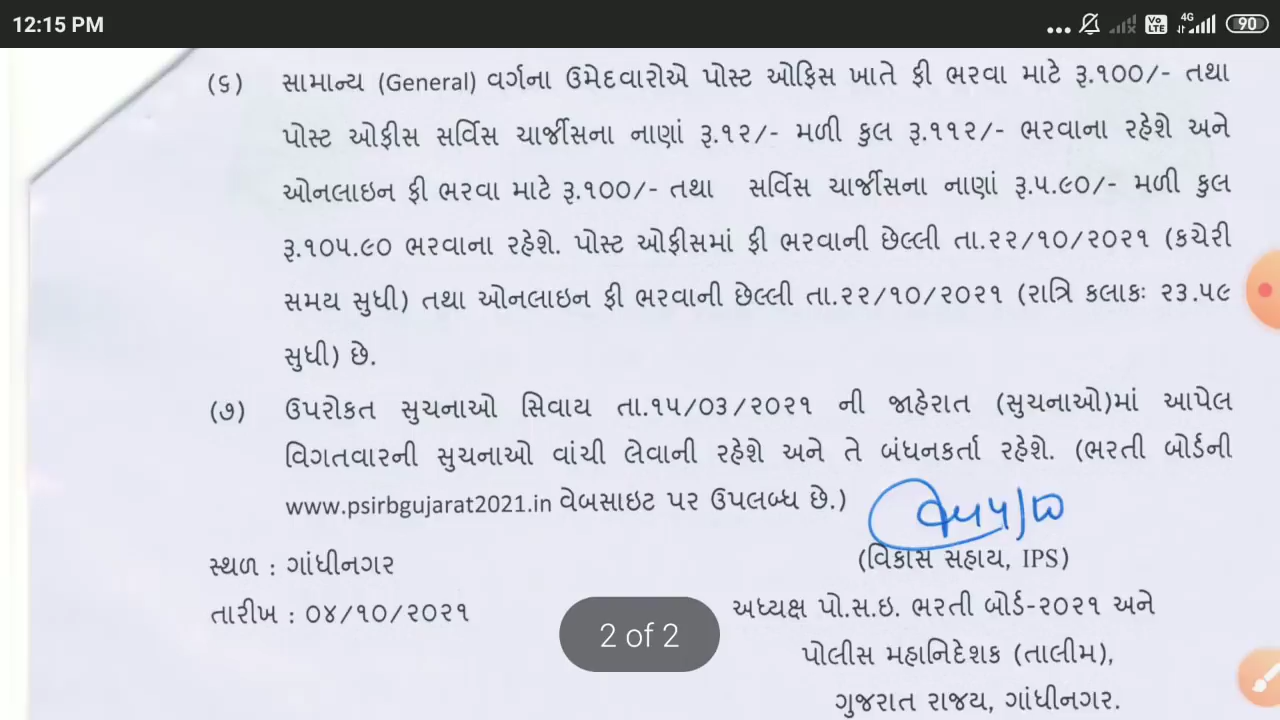 12:15 PM
VoLTE 4G 90
(૬) સામાન્ય (General) વર્ગના ઉમેદવારોએ પોસ્ટ ઓફિસ ખાતે ફી ભરવા માટે રૂ.૧૦૦/- તથા
પોસ્ટ ઓફીસ સર્વિસ ચાર્જીસના નાણાં રૂ.૧૨/- મળી કુલ રૂ.૧૧૨/- ભરવાના રહેશે અને
ઓનલાઇન ફી ભરવા માટે રૂ.૧૦૦/- તથા સર્વિસ ચાર્જીસના નાણાં રૂ.૫.૯૦/- મળી કુલ
રૂ.૧૦૫.૯૦ ભરવાના રહેશે. પોસ્ટ ઓફીસમાં ફી ભરવાની છેલ્લી તા.૨૨/૧૦/૨૦૨૧ (કચેરી
સમય સુધી) તથા ઓનલાઇન ફી ભરવાની છેલ્લી તા.૨૨/૧૦/૨૦૨૧ (રાત્રિ કલાકઃ ૨૩.૫૯
સુધી) છે.
(૭) ઉપરોકત સુચનાઓ સિવાય તા.૧૫/૦૩/૨૦૨૧ ની જાહેરાત (સુચનાઓ)માં આપેલ
વિગતવારની સુચનાઓ વાંચી લેવાની રહેશે અને તે બંધનકર્તા રહેશે. (ભરતી બોર્ડની
www.psirbgujarat2021.in વેબસાઇટ પર ઉપલબ્ધ છે.)
(વિકાસ સહાય, IPS)
સ્થળ : ગાંધીનગર
તારીખ : ૦૪/૧૦/૨૦૨૧
અધ્યક્ષ પો.સ.ઇ. ભરતી બોર્ડ-૨૦૨૧ અને
2 of 2
પોલીસ મહાનિદેશક (તાલીમ),
ગુજરાત રાજય, ગાંધીનગર.